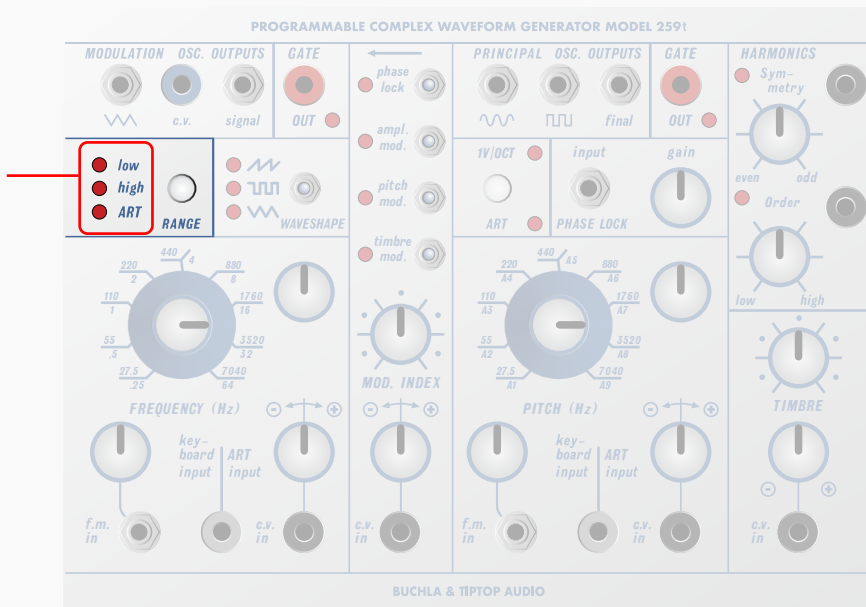 PROGRAMMABLE COMPLEX WAVEFORM GENERATOR MODEL 259t
MODULATION OSC. OUTPUTS
c.v.
signal
GATE
OUT
phase
lock
ampl.
mod.
pitch
mod.
timbre
mod.
PRINCIPAL OSC. OUTPUTS
final
GATE
OUT
HARMONICS
Sym-
metry
even
odd
Order
low
high
low
high
ART
RANGE
WAVESHAPE
1V/OCT
ART
input
PHASE LOCK
gain
440 4
220
2
880
8
110
1
1760
16
55
.5
3520
32
27.5
.25
7040
64
FREQUENCY (Hz)
MOD. INDEX
440 A5
220
A4
880
A6
110
A3
1760
A7
55
A2
3520
A8
27.5
A1
7040
A9
PITCH (Hz)
TIMBRE
key-
board
input
ART
input
f.m.
in
c.v.
in
c.v.
in
key-
board
input
ART
input
f.m.
in
c.v.
in
c.v.
in
BUCHLA & TIPTOP AUDIO